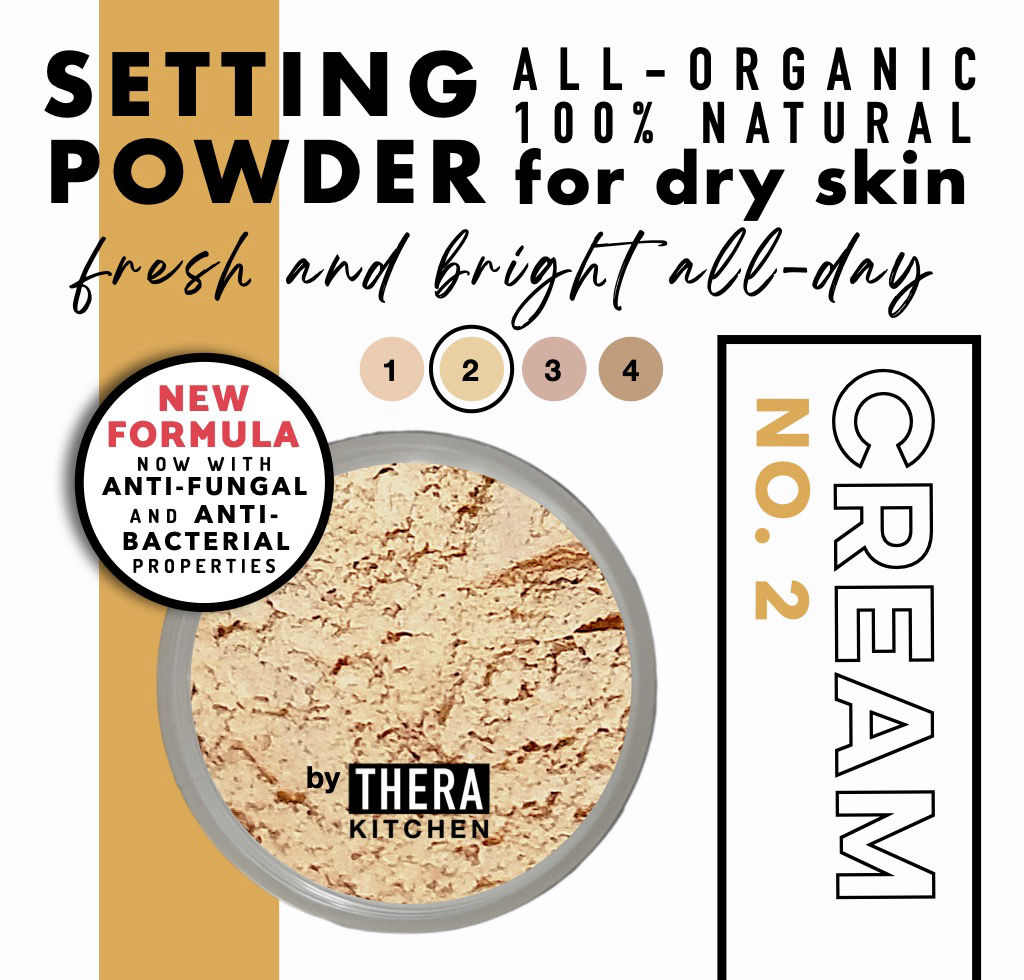 SETTING
POWDER
ALL-ORGANIC
100% NATURAL
for dry skin
fresh and bright all-day
1 2 3 4
NEW
FORMULA
NOW WITH
ANTI-FUNGAL
AND ANTI-
BACTERIAL
PROPERTIES
CREAM
NO. 2
by THERA
KITCHEN